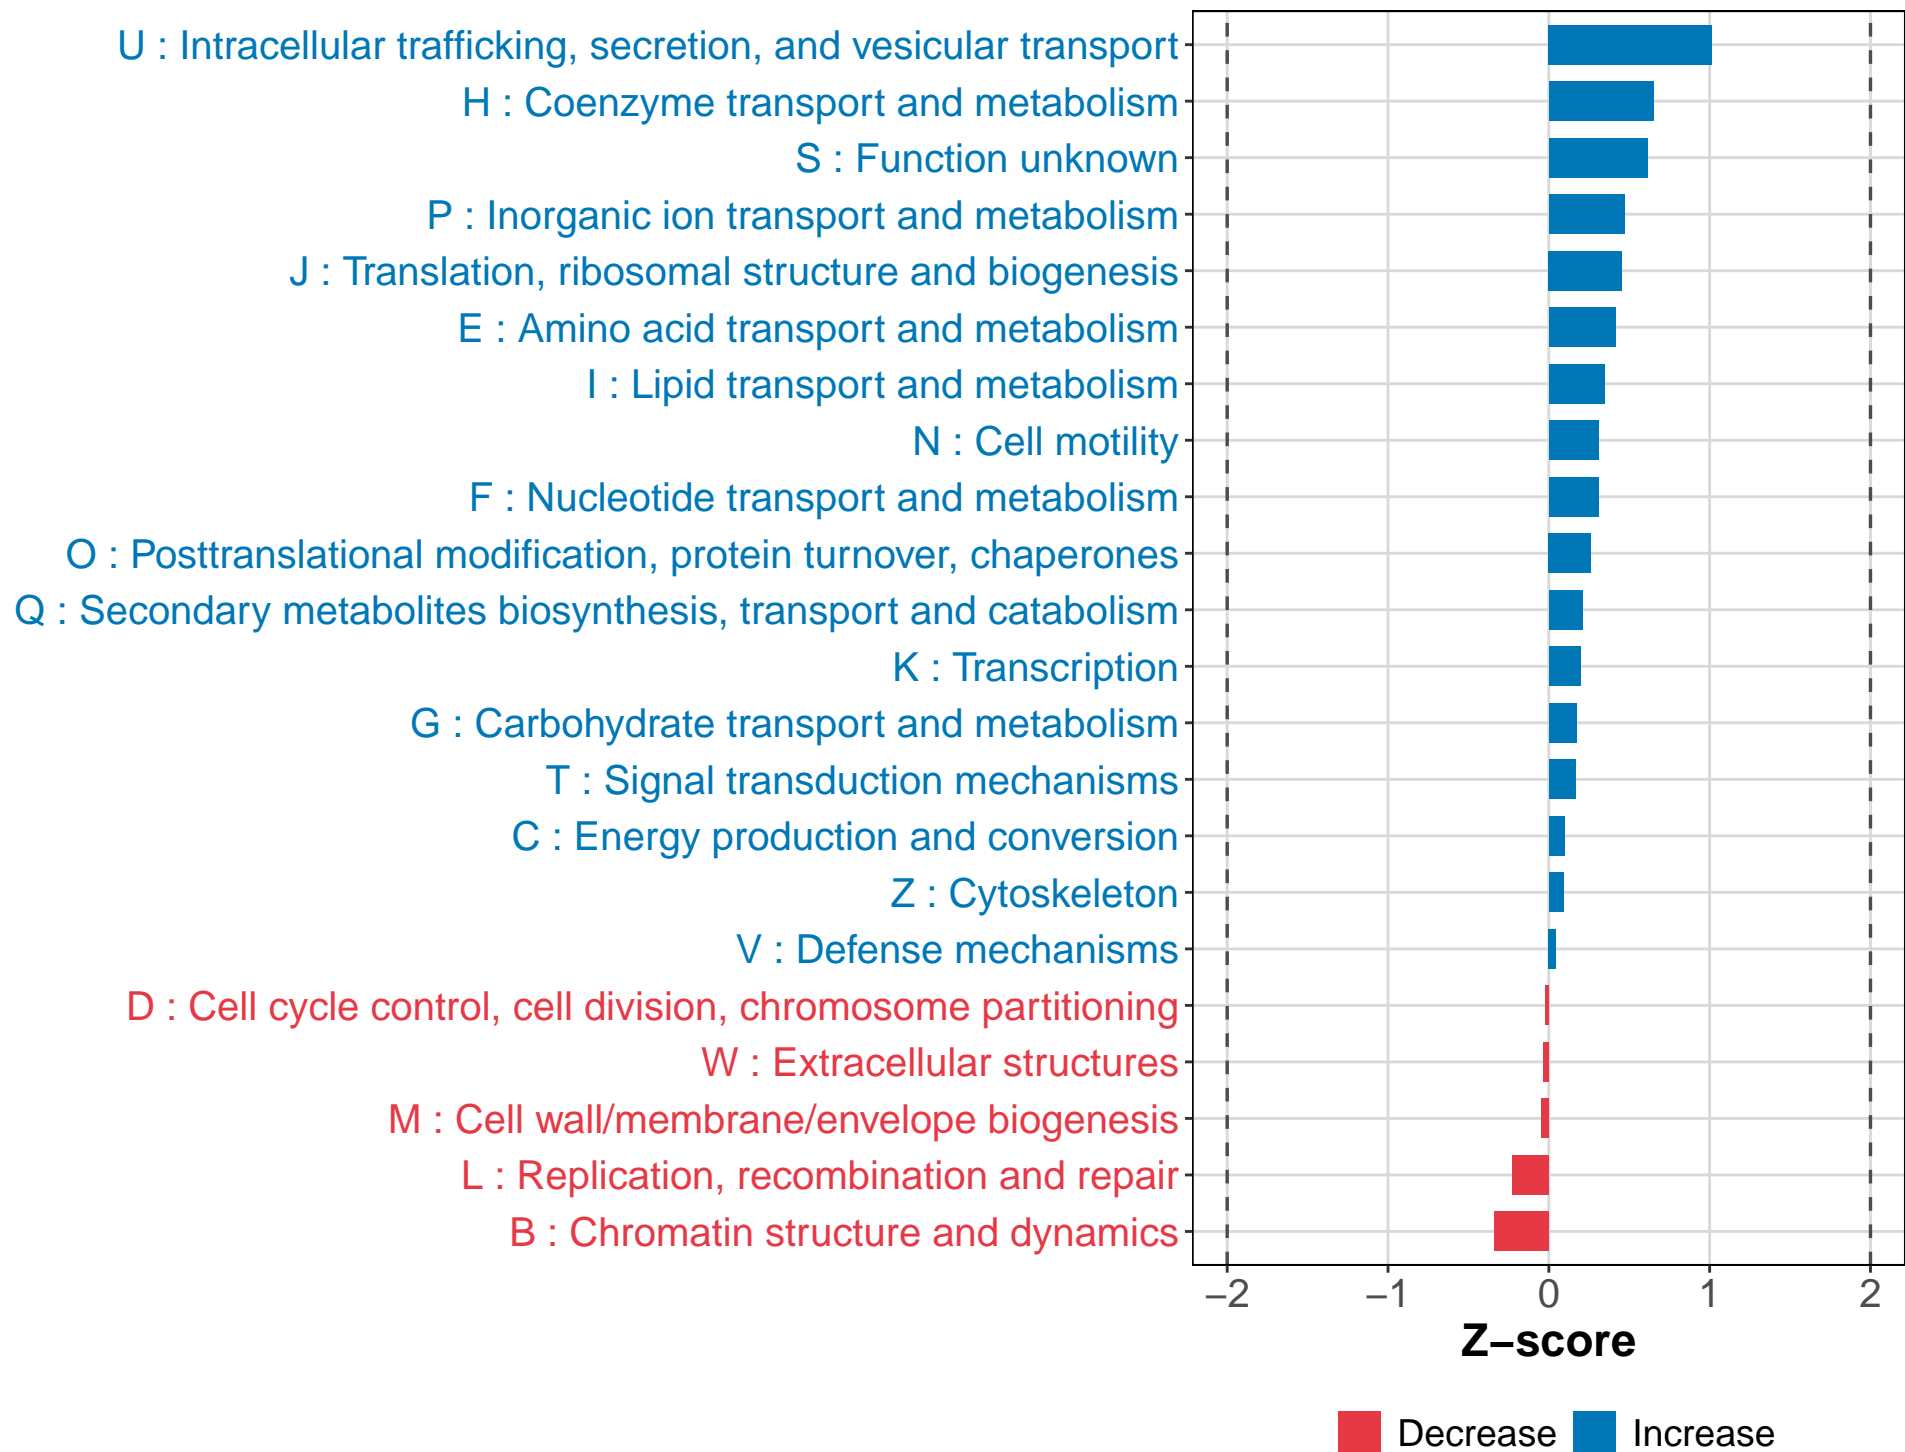 U : Intracellular trafficking, secretion, and vesicular transport
H : Coenzyme transport and metabolism
S : Function unknown
P : Inorganic ion transport and metabolism
J : Translation, ribosomal structure and biogenesis
E : Amino acid transport and metabolism
I : Lipid transport and metabolism
N : Cell motility
F : Nucleotide transport and metabolism
O : Posttranslational modification, protein turnover, chaperones
Q : Secondary metabolites biosynthesis, transport and catabolism
K : Transcription
G : Carbohydrate transport and metabolism
T : Signal transduction mechanisms
C : Energy production and conversion
Z : Cytoskeleton
V : Defense mechanisms
D : Cell cycle control, cell division, chromosome partitioning
W : Extracellular structures
M : Cell wall/membrane/envelope biogenesis
L : Replication, recombination and repair
B : Chromatin structure and dynamics
−2 −1 0 1 2
Z−score
Decrease Increase